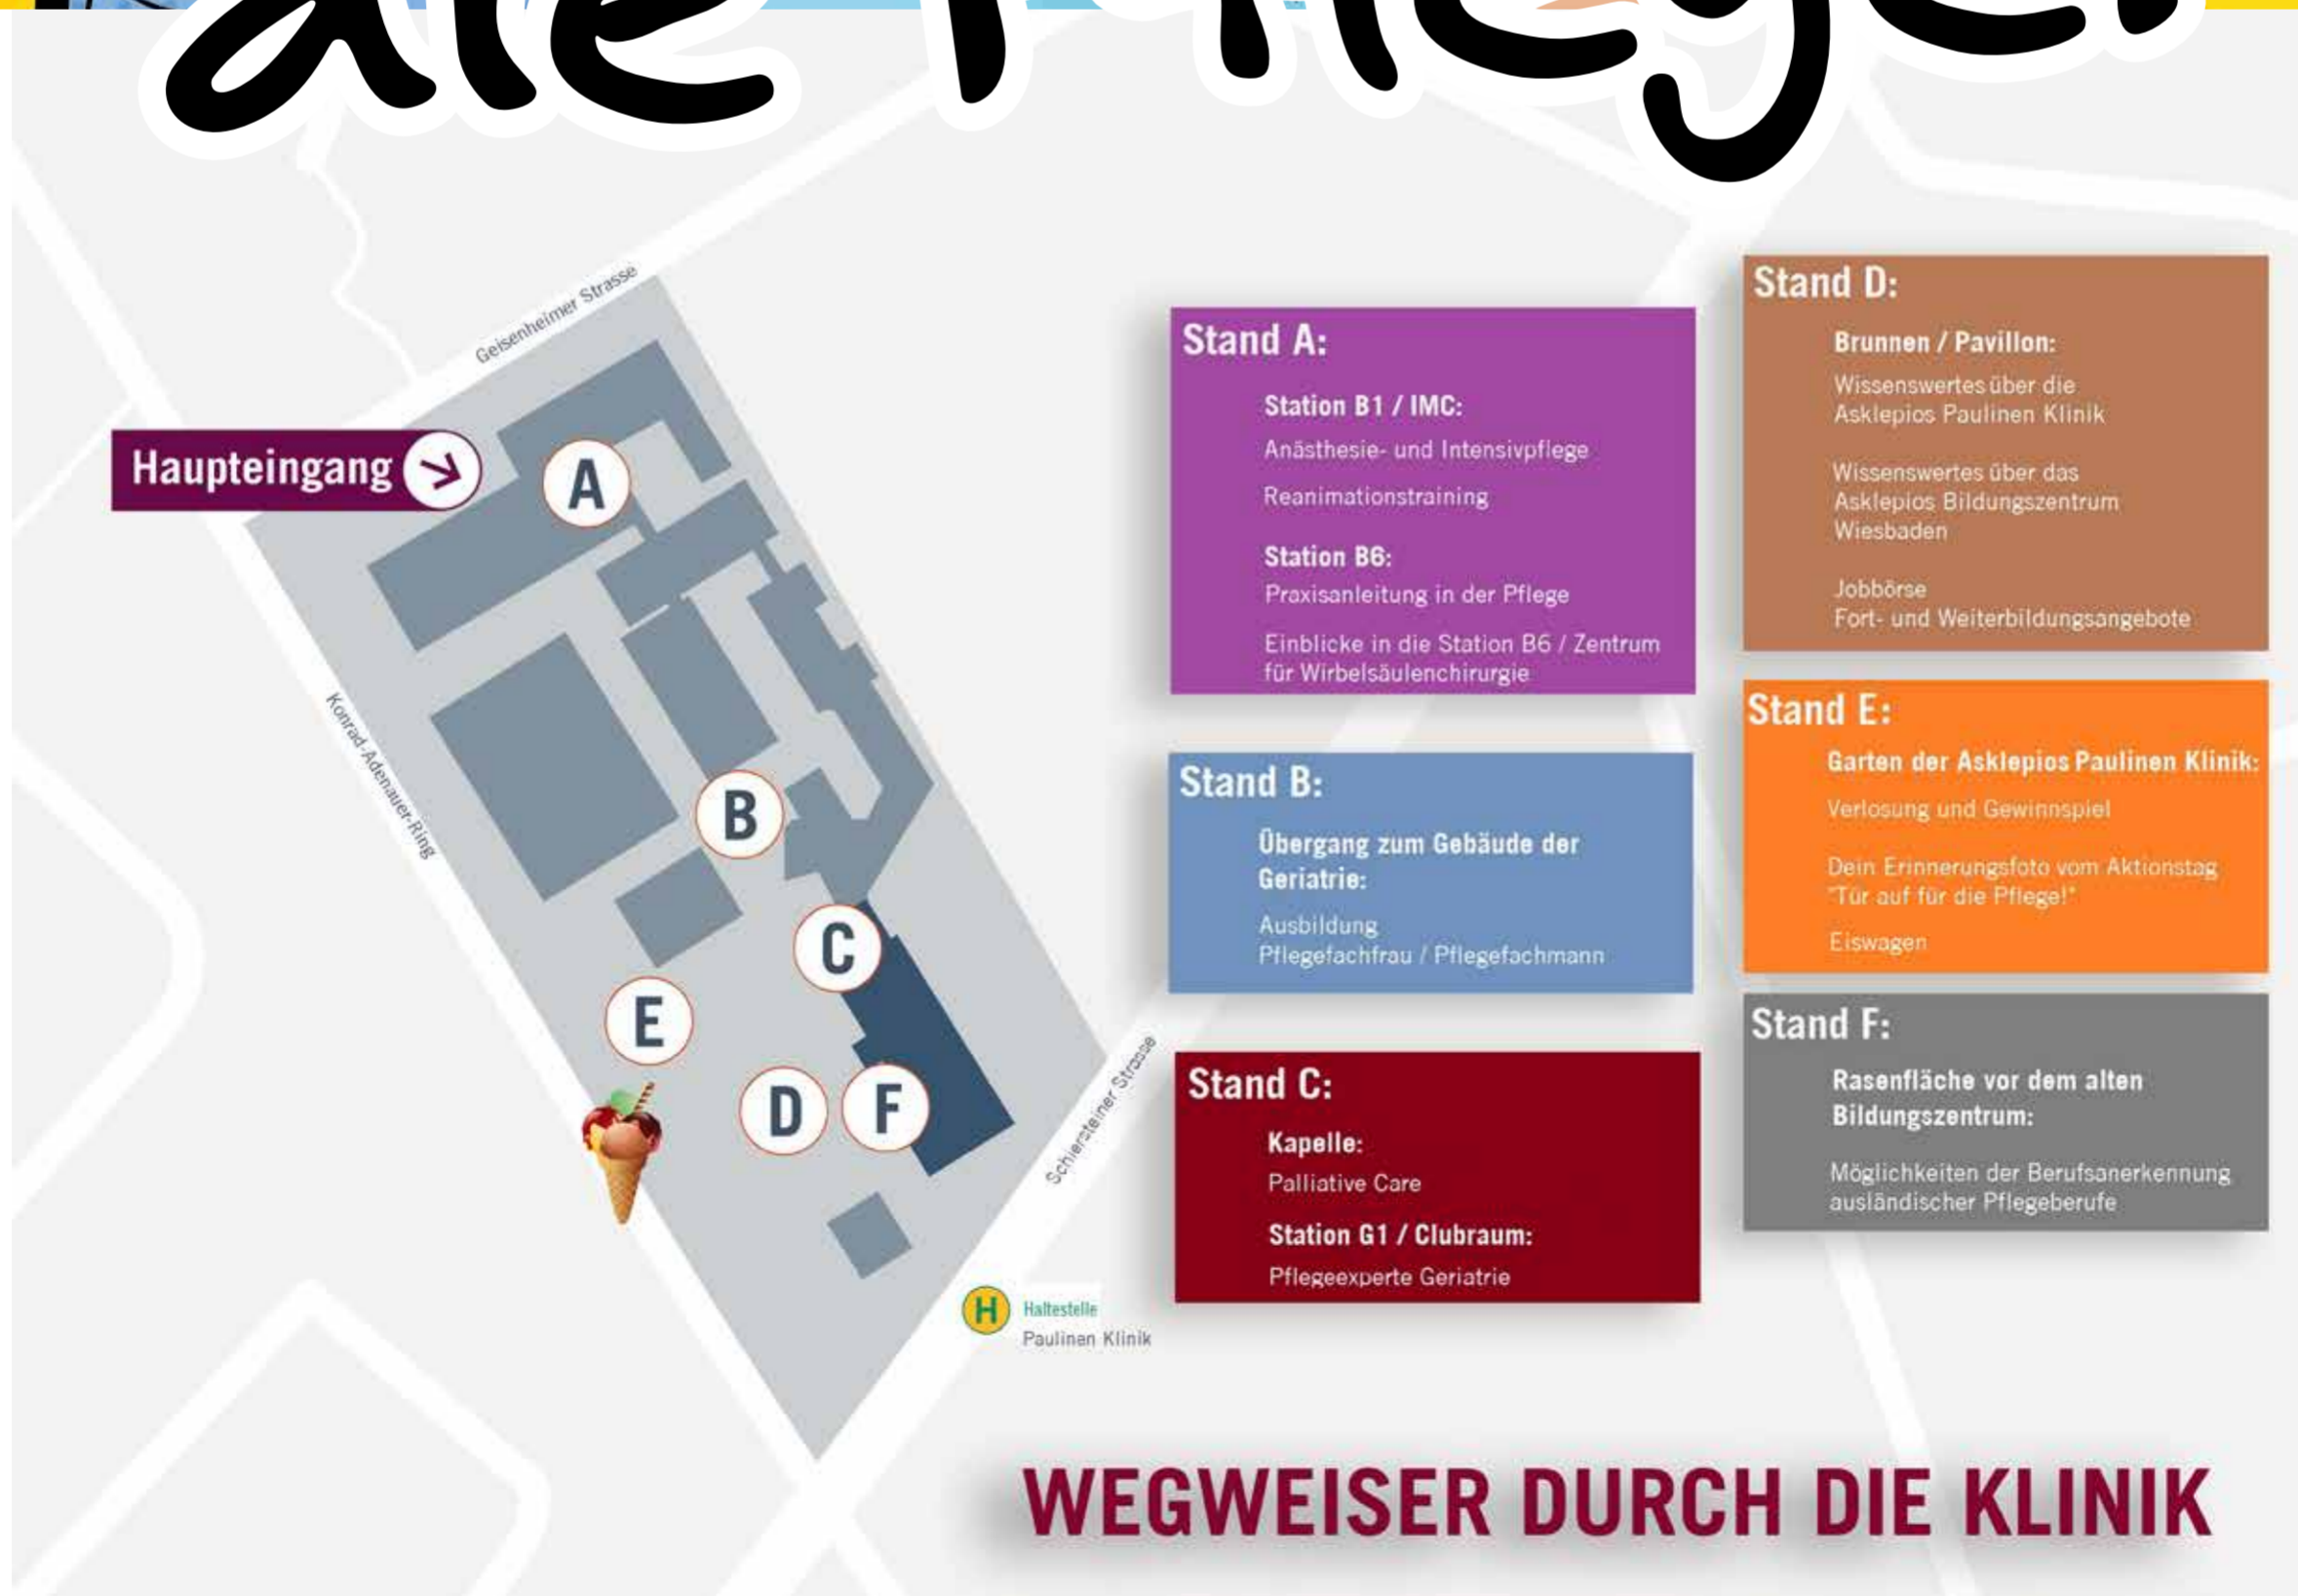 die Pflege!
Geisenheimer Strasse
Haupteingang
A
Konrad-Adenauer-Ring
B
C
E
D
F
Schiersteiner Strasse
H
Haltestelle
Paulinen Klinik
Stand A:
Station B1 / IMC:
Anästhesie- und Intensivpflege
Reanimationstraining
Station B6:
Praxisanleitung in der Pflege
Einblicke in die Station B6 / Zentrum
für Wirbelsäulenchirurgie
Stand B:
Übergang zum Gebäude der
Geriatrie:
Ausbildung
Pflegefachfrau / Pflegefachmann
Stand C:
Kapelle:
Palliative Care
Station G1 / Clubraum:
Pflegeexperte Geriatrie
Stand D:
Brunnen / Pavillon:
Wissenswertes über die
Asklepios Paulinen Klinik
Wissenswertes über das
Asklepios Bildungszentrum
Wiesbaden
Jobbörse
Fort- und Weiterbildungsangebote
Stand E:
Garten der Asklepios Paulinen Klinik:
Verlosung und Gewinnspiel
Dein Erinnerungsfoto vom Aktionstag
"Tür auf für die Pflege!"
Eiswagen
Stand F:
Rasenfläche vor dem alten
Bildungszentrum:
Möglichkeiten der Berufsanerkennung
ausländischer Pflegeberufe
WEGWEISER DURCH DIE KLINIK